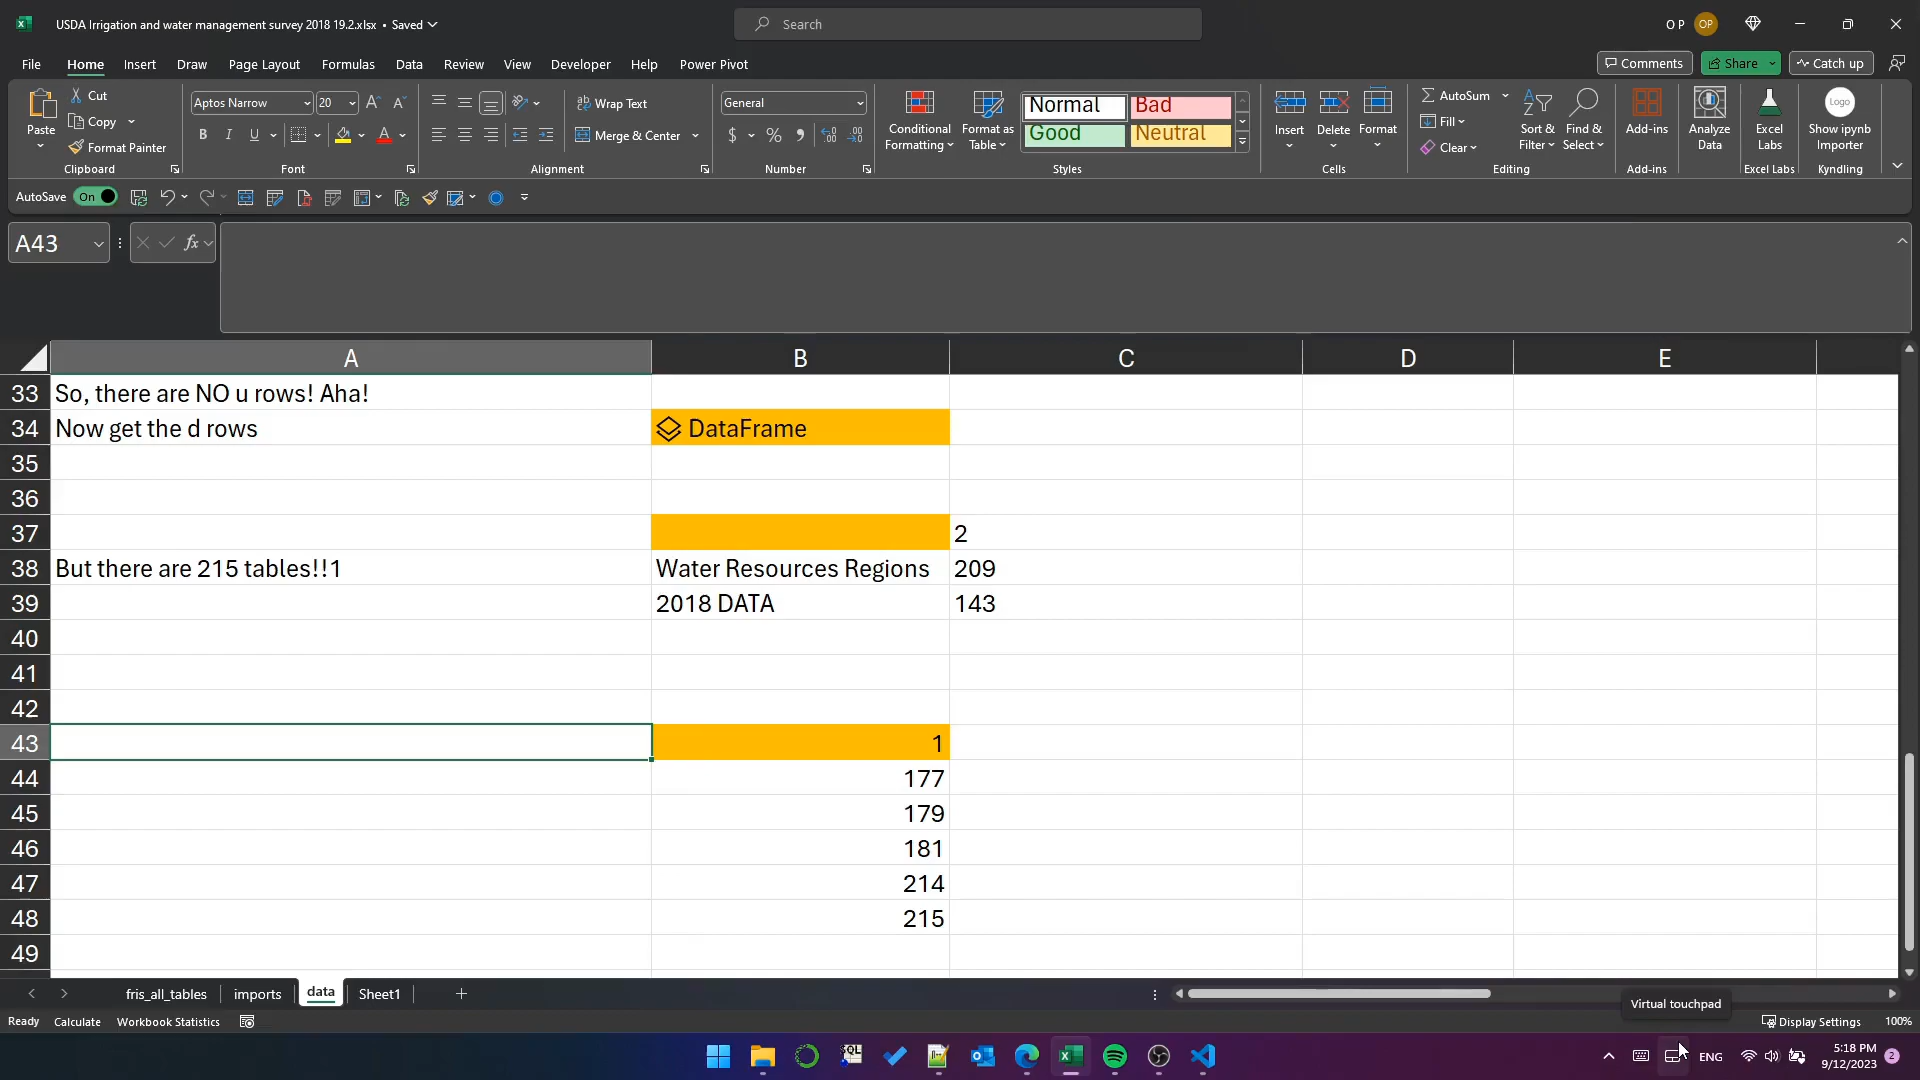 USDA Irrigation and water management survey 2018 19.2.xlsx • Saved
Search
O P
OP
File Home Insert Draw Page Layout Formulas Data Review View Developer Help Power Pivot
Comments Share Catch up
Paste
Cut
Copy
Format Painter
Clipboard
Aptos Narrow 20
B I U
Font
Wrap Text
Merge & Center
Alignment
General
$ % ,
Number
Conditional Formatting
Format as Table
Normal Bad
Good Neutral
Styles
Insert Delete Format
Cells
AutoSum
Fill
Clear
Sort & Filter
Find & Select
Editing
Add-ins
Add-ins
Analyze Data
Excel Labs
Excel Labs
Logo
Show ipynb Importer
Kyndling
AutoSave On
A43
fx
A B C D E
33 So, there are NO u rows! Aha!
34 Now get the d rows DataFrame
35
36
37 2
38 But there are 215 tables!!1 Water Resources Regions 209
39 2018 DATA 143
40
41
42
43 1
44 177
45 179
46 181
47 214
48 215
49
fris_all_tables imports data Sheet1
Virtual touchpad
Ready Calculate Workbook Statistics
Display Settings 100%
ENG
5:18 PM
9/12/2023
2